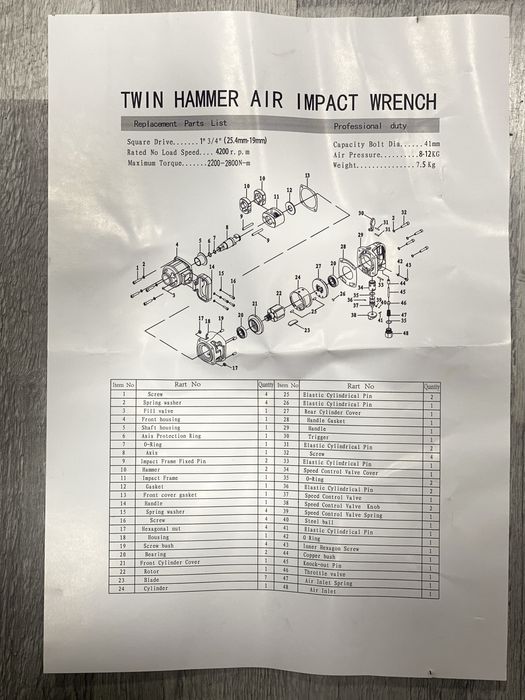 TWIN HAMMER AIR IMPACT WRENCH
Replacement Parts List
Professional duty
Square Drive.......1" 3/4" (25.4mm-19mm)
Rated No Load Speed.... 4200 r.p.m
Maximum Torque.......2200-2800N-m
Capacity Bolt Dia......41mm
Air Pressure..........8-12KG
Weight................7.5Kg
Item No Rart No Quantity Item No Rart No Quantity
1 Screw 4
2 Spring washer 4
3 Fill valve 1
4 Front housing 1
5 Shaft housing 1
6 Axis Protection Ring 1
7 O-Ring 1
8 Axis 1
9 Impact Frame Fixed Pin 2
10 Hammer 2
11 Impact Frame 1
12 Gasket 1
13 Front cover gasket 1
14 Handle 1
15 Spring washer 4
16 Screw 4
17 Hexagonal nut 4
18 Housing 1
19 Screw bush 4
20 Bearing 2
21 Front Cylinder Cover 1
22 Rotor 1
23 Blade 7
24 Cylinder 1
25 Elastic Cylindrical Pin 2
26 Elastic Cylindrical Pin 1
27 Rear Cylinder Cover 1
28 Handle Gasket 1
29 Handle 1
30 Trigger 1
31 Elastic Cylindrical Pin 2
32 Screw 4
33 Elastic Cylindrical Pin 1
34 Speed Control Valve Cover 1
35 O-Ring 2
36 Elastic Cylindrical Pin 2
37 Speed Control Valve 1
38 Speed Control Valve Knob 2
39 Speed Control Valve Spring
40 Steel ball
41 Elastic Cylindrical Pin 1
42 O Ring
43 Inner Hexagon Screw
44 Copper bush 1
45 Knock-out Pin 1
46 Throttle valve 1
47 Air Inlet Spring 1
48 Air Inlet 1